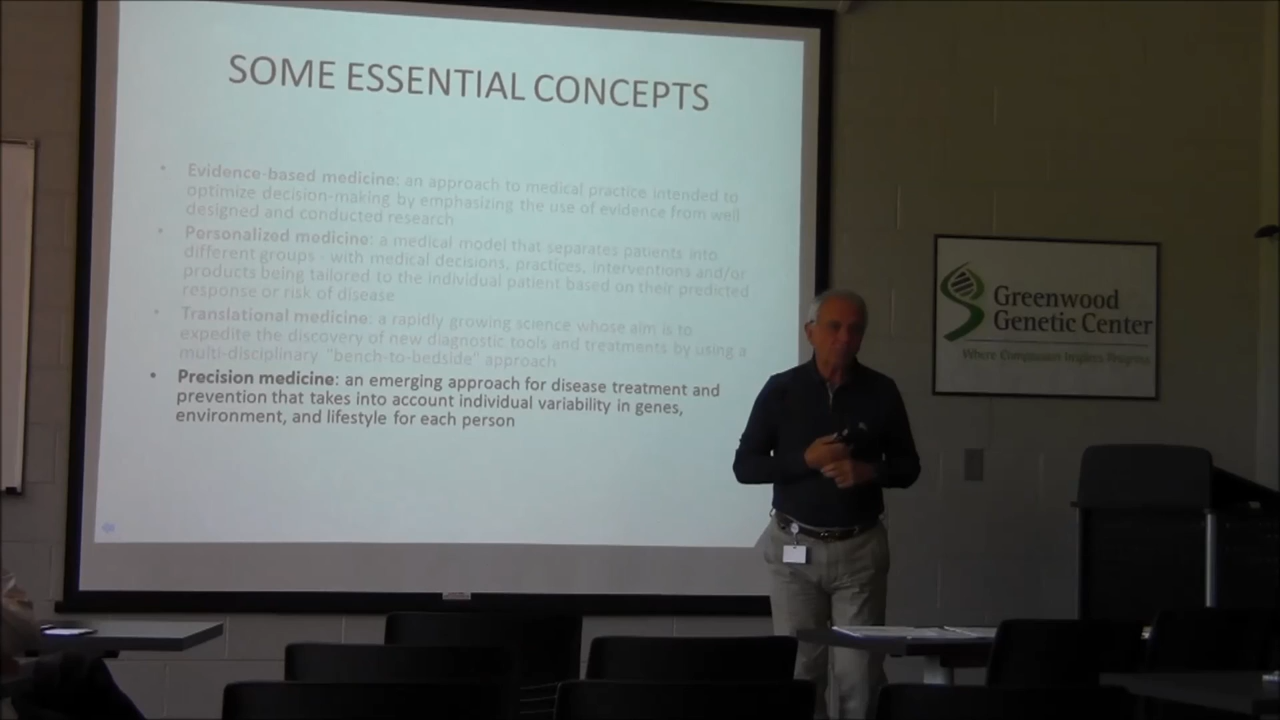 SOME ESSENTIAL CONCEPTS
• Evidence-based medicine: an approach to medical practice intended to
optimize decision-making by emphasizing the use of evidence from well
designed and conducted research
• Personalized medicine: a medical model that separates patients into
different groups - with medical decisions, practices, interventions and/or
products being tailored to the individual patient based on their predicted
response or risk of disease
• Translational medicine: a rapidly growing science whose aim is to
expedite the discovery of new diagnostic tools and treatments by using a
multi-disciplinary "bench-to-bedside" approach
• Precision medicine: an emerging approach for disease treatment and
prevention that takes into account individual variability in genes,
environment, and lifestyle for each person
Greenwood
Genetic Center
Where Compassion Inspires Progress